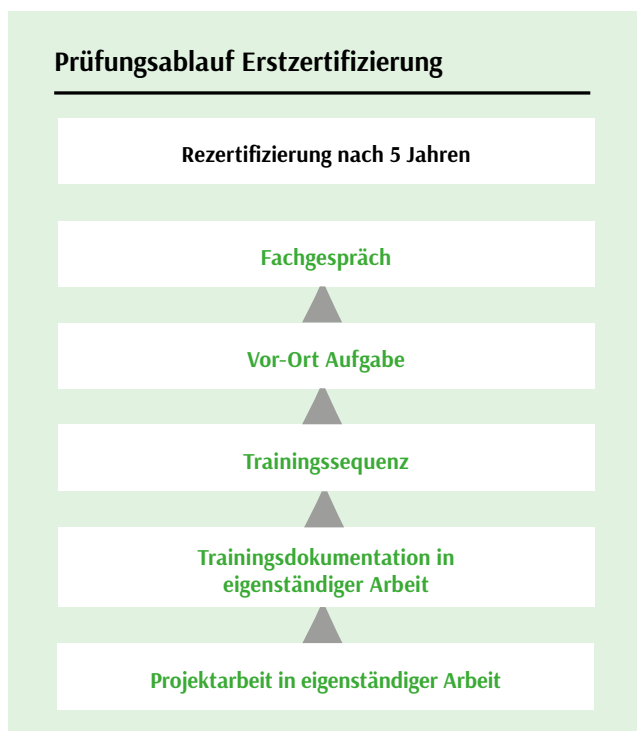 Prüfungsablauf Erstzertifizierung
Rezertifizierung nach 5 Jahren
Fachgespräch
Vor-Ort Aufgabe
Trainingssequenz
Trainingsdokumentation in
eigenständiger Arbeit
Projektarbeit in eigenständiger Arbeit